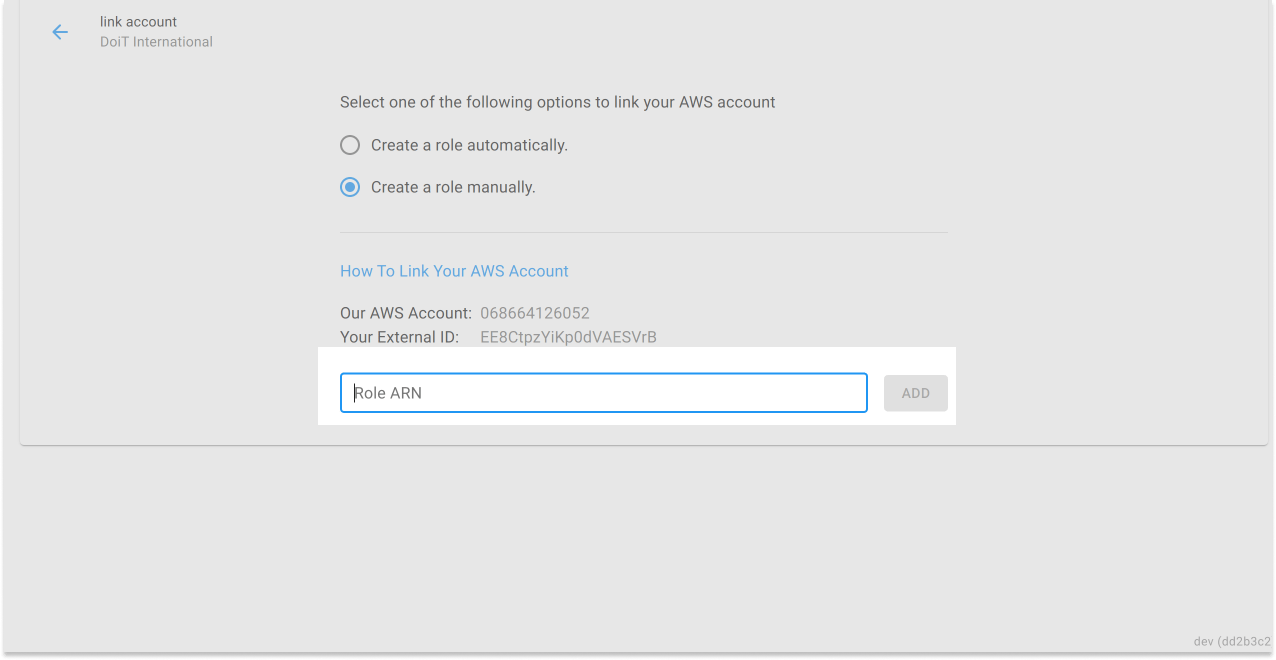 link account
DoiT International
Select one of the following options to link your AWS account
Create a role automatically.
Create a role manually.
How To Link Your AWS Account
Our AWS Account: 068664126052
Your External ID: EE8CtpzYiKp0dVAESVrB
Role ARN
ADD
dev (dd2b3c2